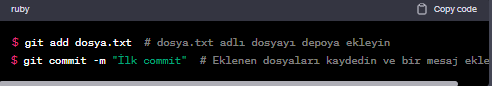 ruby
Copy code
$ git add dosya.txt # dosya.txt adlı dosyayı depoya ekleyin
$ git commit -m "İlk commit" # Eklenen dosyaları kaydedin ve bir mesaj ekle